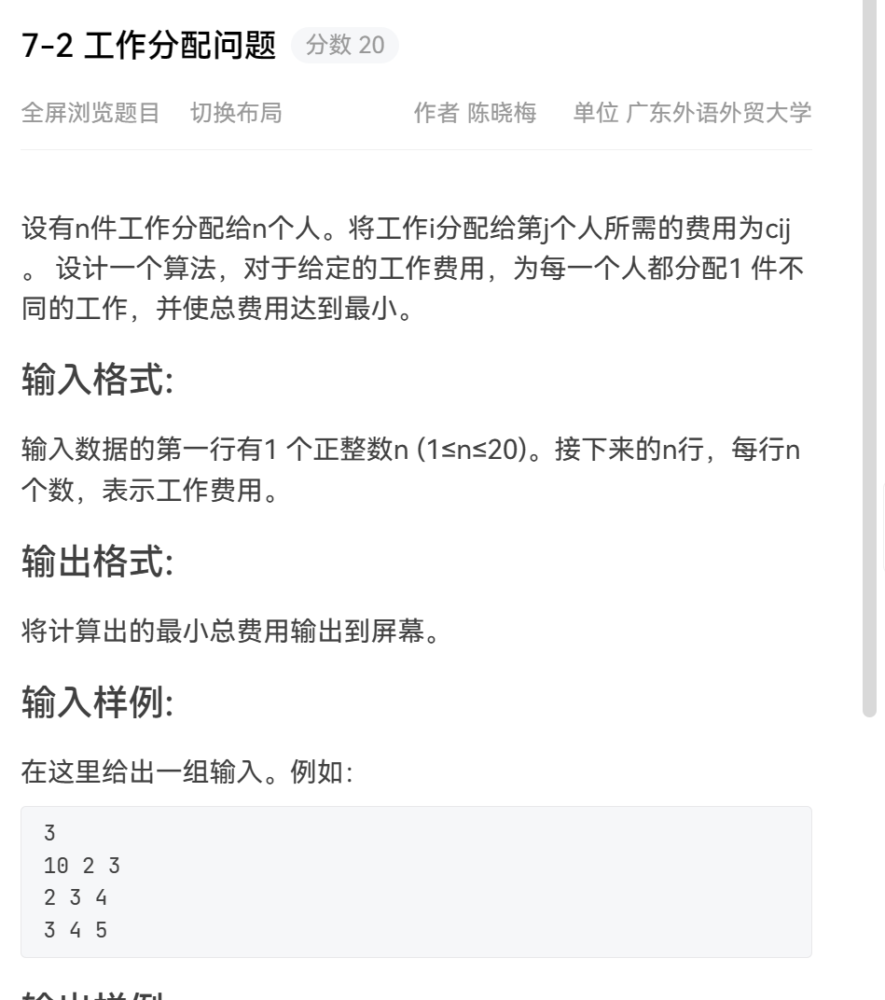 7-2 工作分配问题 分数 20
全屏浏览题目 切换布局 作者 陈晓梅 单位 广东外语外贸大学
设有n件工作分配给n个人。将工作i分配给第j个人所需的费用为cij
。 设计一个算法，对于给定的工作费用，为每一个人都分配1 件不
同的工作，并使总费用达到最小。
输入格式:
输入数据的第一行有1 个正整数n (1≤n≤20)。接下来的n行，每行n
个数，表示工作费用。
输出格式:
将计算出的最小总费用输出到屏幕。
输入样例:
在这里给出一组输入。例如：
3
10 2 3
2 3 4
3 4 5
输出样例